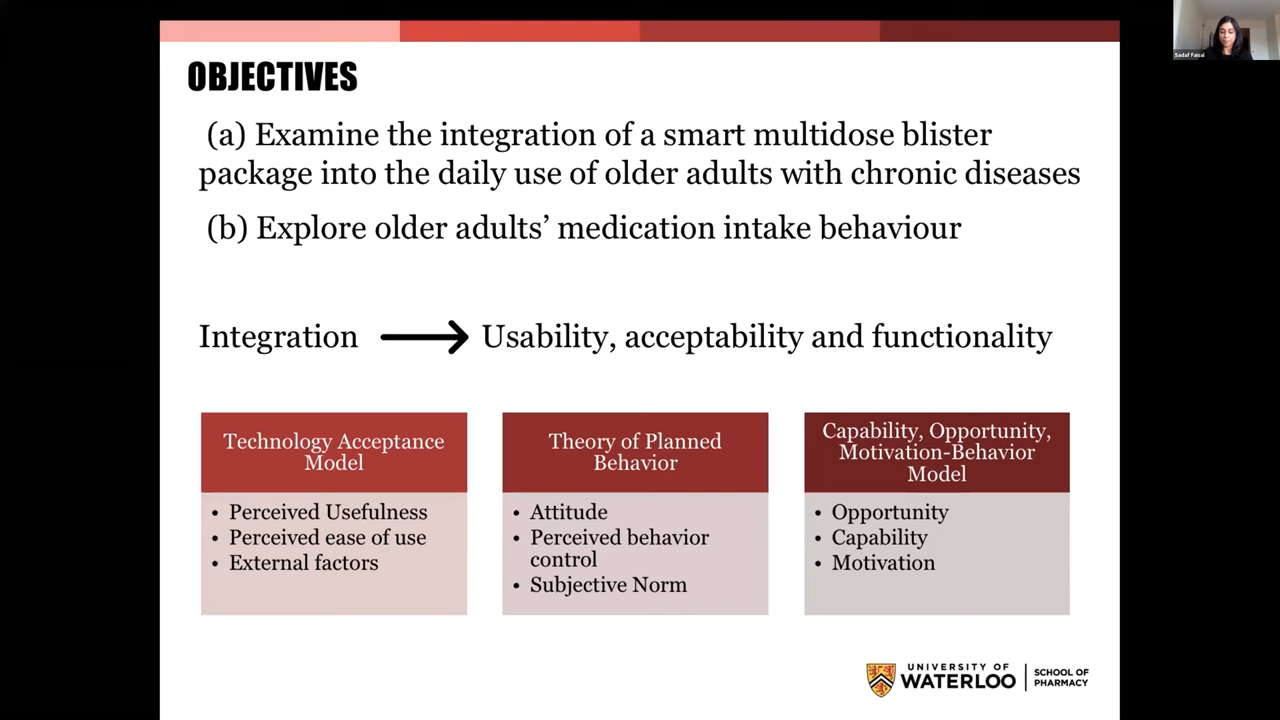 Sadaf Faisal
OBJECTIVES
(a) Examine the integration of a smart multidose blister
package into the daily use of older adults with chronic diseases
(b) Explore older adults’ medication intake behaviour
Integration
Usability, acceptability and functionality
Technology Acceptance
Model
• Perceived Usefulness
• Perceived ease of use
• External factors
Theory of Planned
Behavior
• Attitude
• Perceived behavior
control
• Subjective Norm
Capability, Opportunity,
Motivation-Behavior
Model
• Opportunity
• Capability
• Motivation
UNIVERSITY OF
WATERLOO
SCHOOL OF
PHARMACY